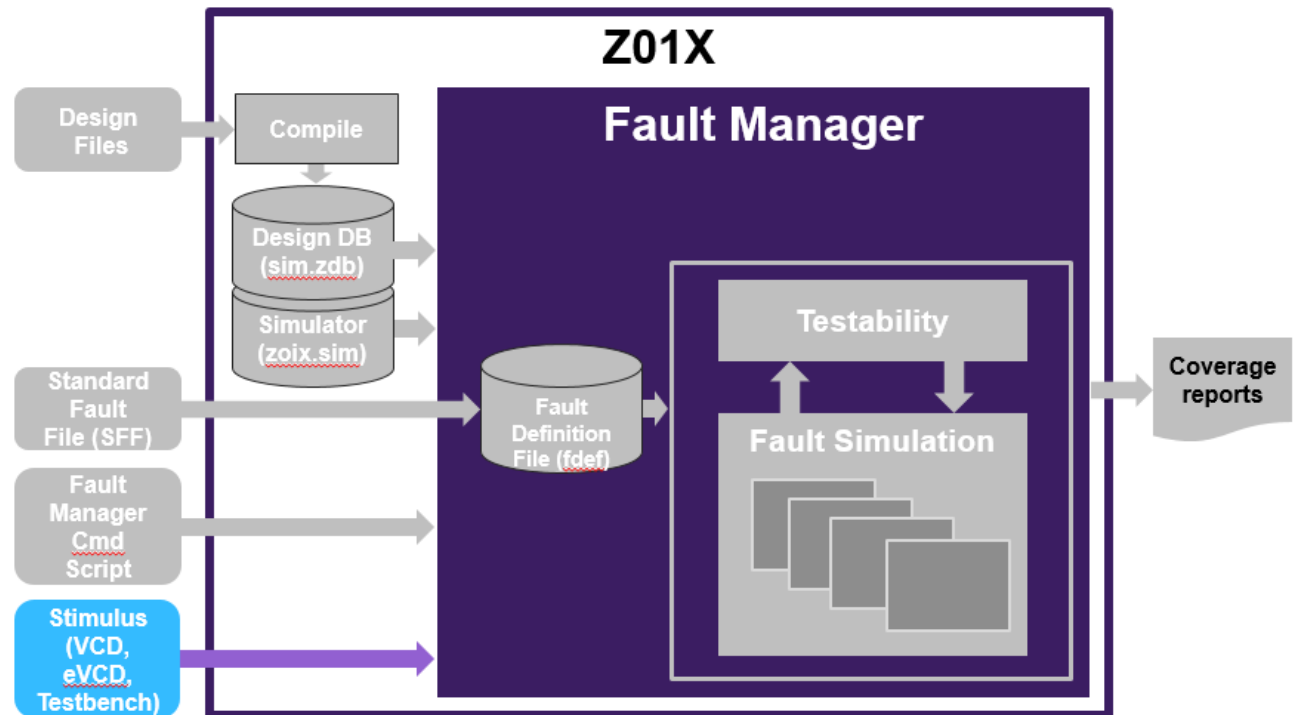 Z01X
Design
Files
Compile
Fault Manager
Design DB
(sim.zdb)
Simulator
(zoix.sim)
Testability
Standard
Fault
File (SFF)
Fault
Definition
File (fdef)
Fault Simulation
Coverage
reports
Fault
Manager
Cmd
Script
Stimulus
(VCD,
eVCD,
Testbench)